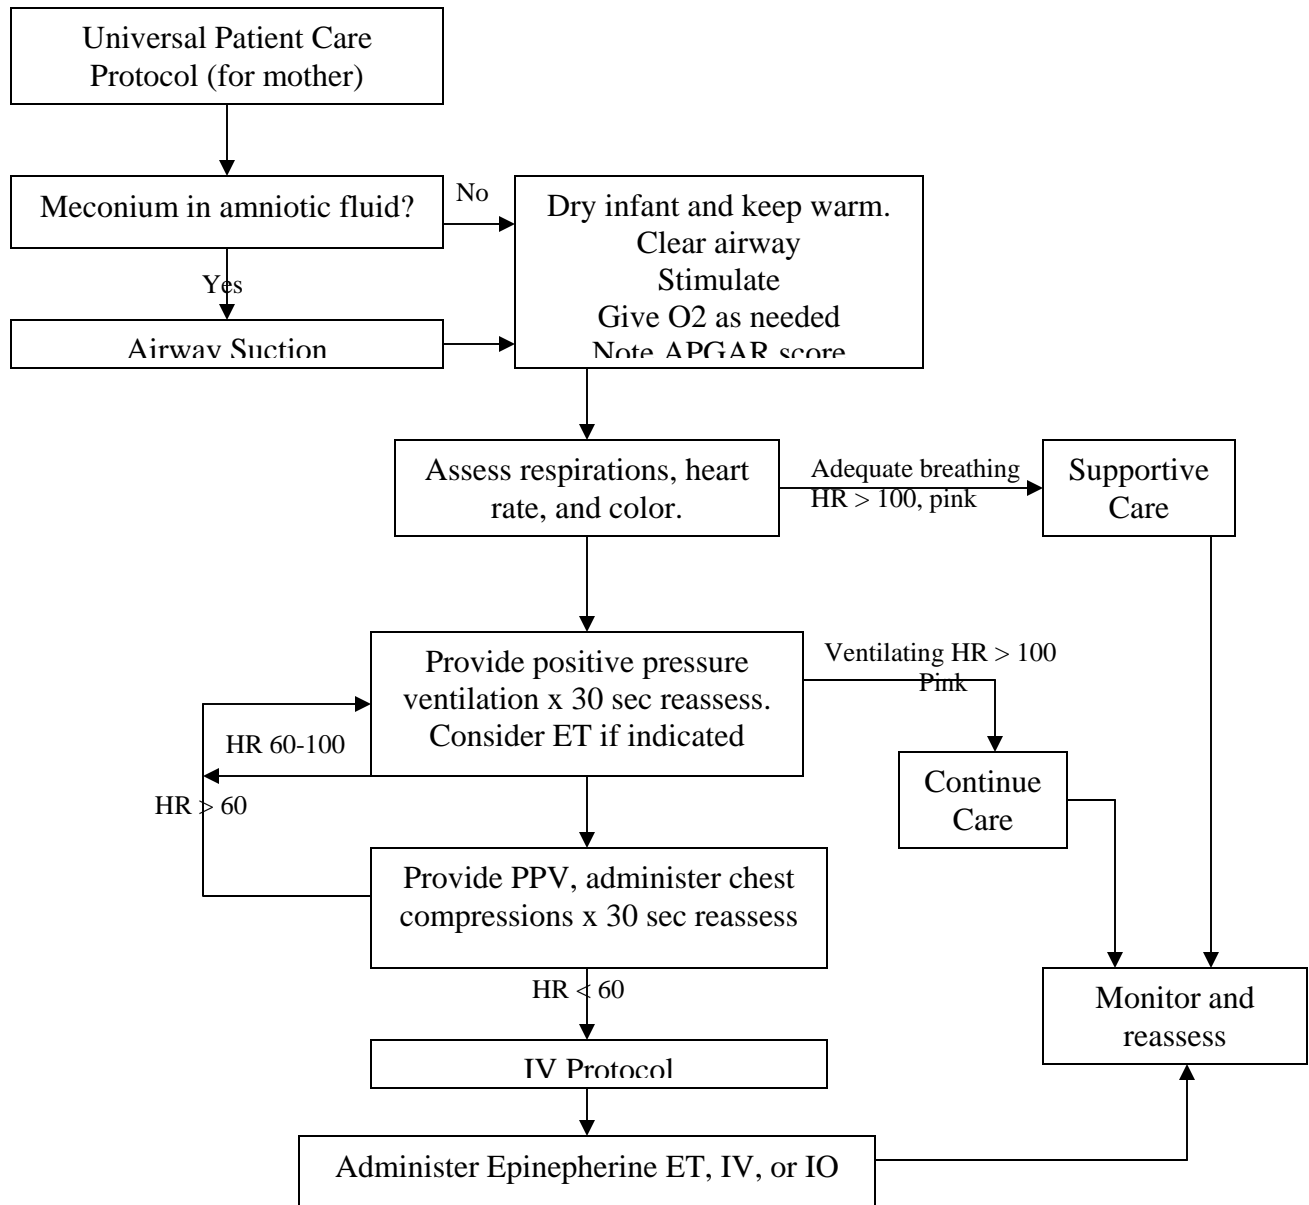 Universal Patient Care
Protocol (for mother)
Meconium in amniotic fluid?
No
Yes
Airway Suction
Dry infant and keep warm.
Clear airway
Stimulate
Give O2 as needed
Note APGAR score
Assess respirations, heart
rate, and color.
Adequate breathing
HR > 100, pink
Supportive
Care
Provide positive pressure
ventilation x 30 sec reassess.
Consider ET if indicated
Ventilating HR > 100
Pink
HR 60-100
HR > 60
Continue
Care
Provide PPV, administer chest
compressions x 30 sec reassess
HR < 60
Monitor and
reassess
IV Protocol
Administer Epinepherine ET, IV, or IO